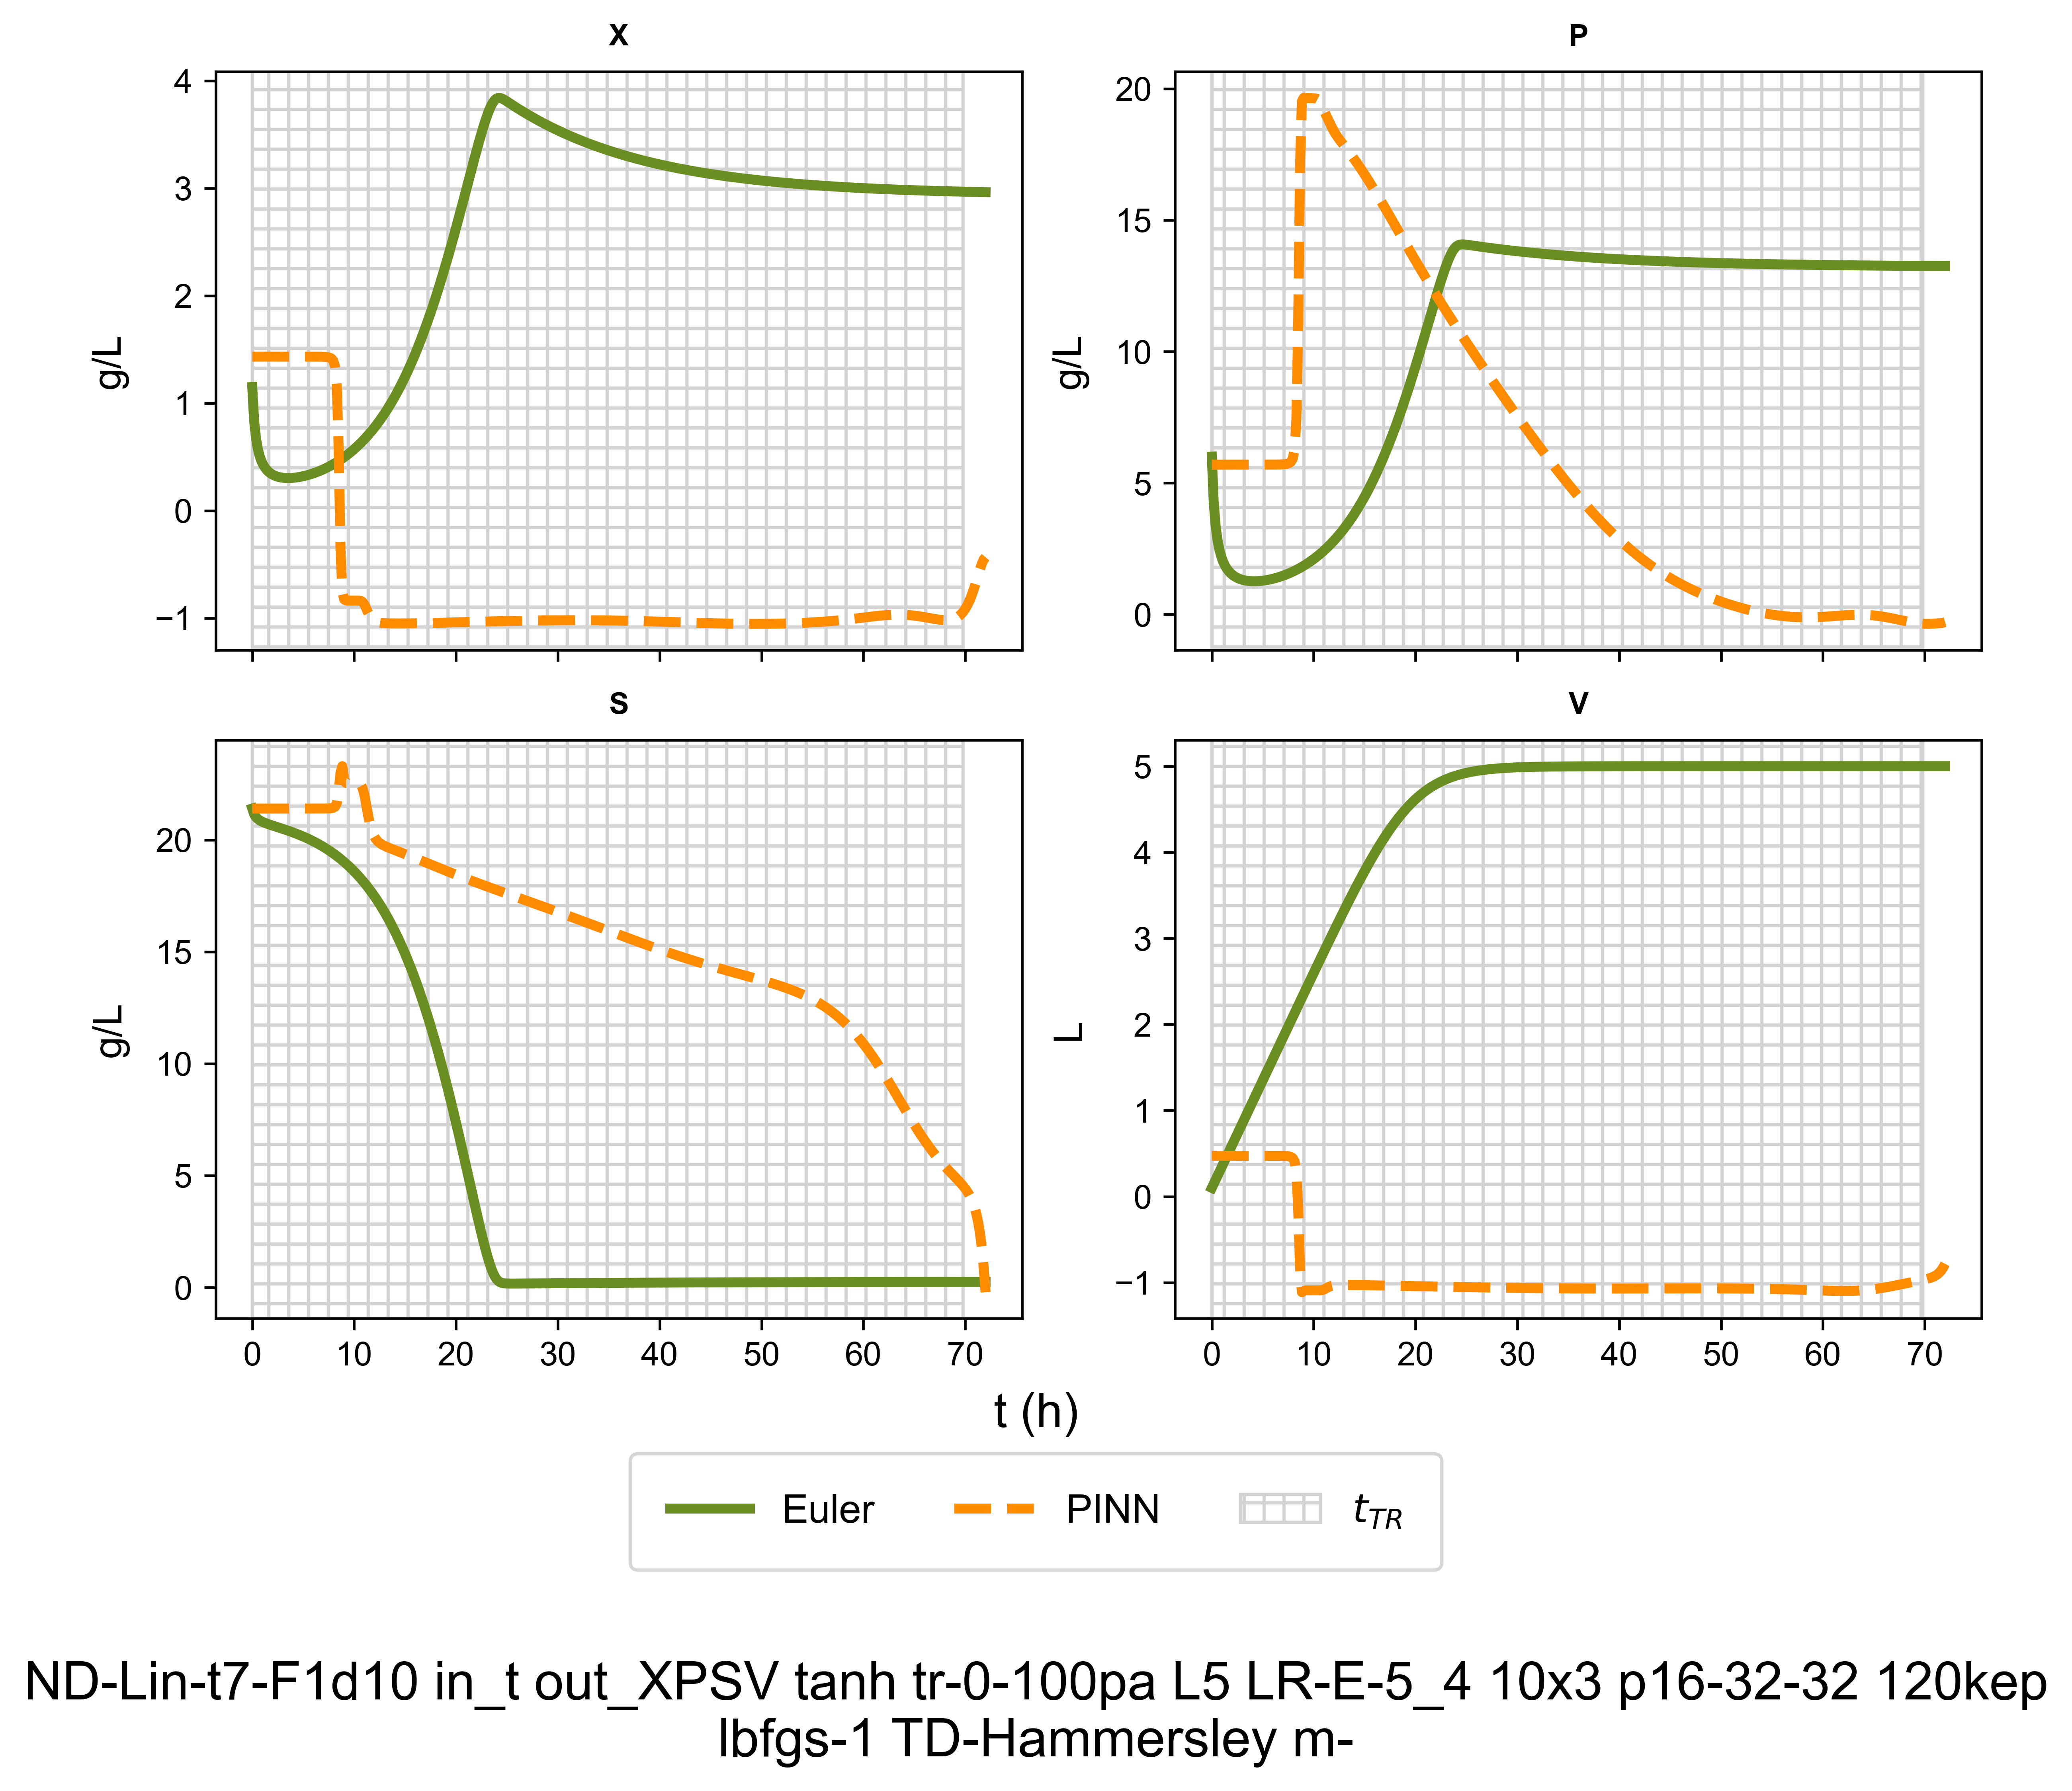 X
P
4
3
2
1
0
−1
g/L
20
15
10
5
0
g/L
S
V
20
15
10
5
0
g/L
0 10 20 30 40 50 60 70
5
4
3
2
1
0
−1
L
0 10 20 30 40 50 60 70
t (h)
Euler PINN t_TR
ND-Lin-t7-F1d10 in_t out_XPSV tanh tr-0-100pa L5 LR-E-5_4 10x3 p16-32-32 120kep
lbfgs-1 TD-Hammersley m-